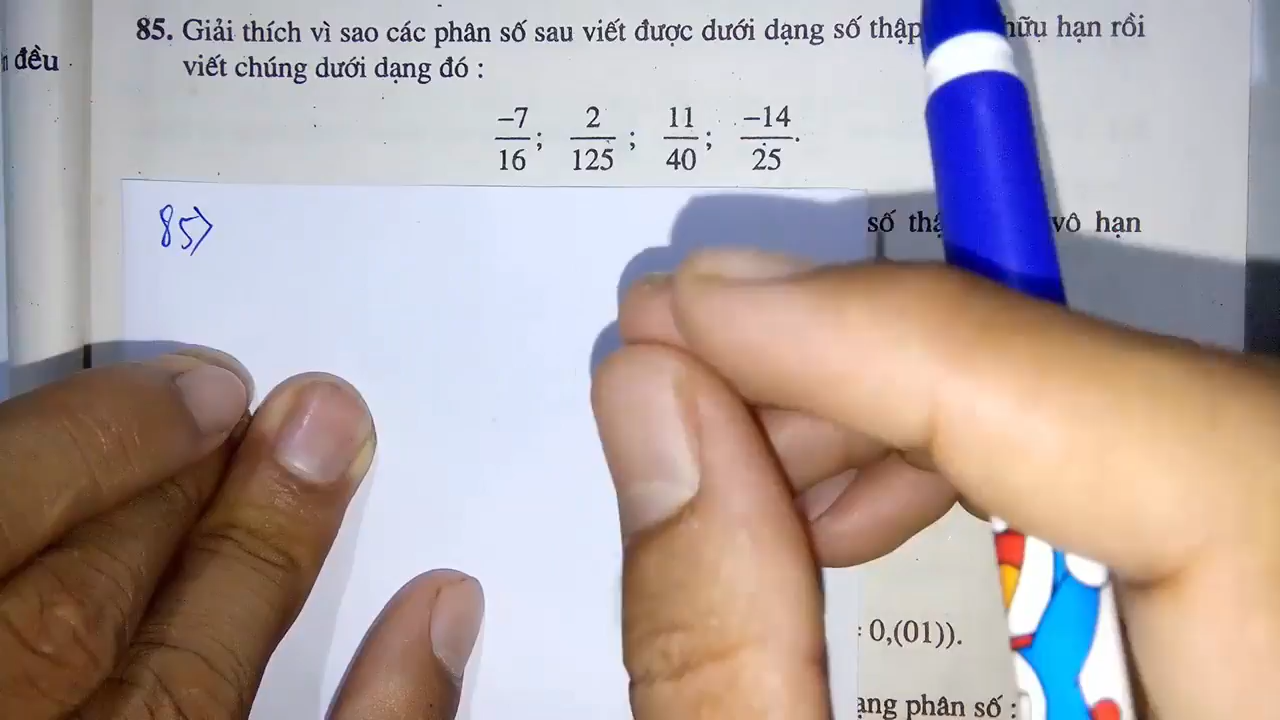 n đều
85. Giải thích vì sao các phân số sau viết được dưới dạng số thập hữu hạn rồi
viết chúng dưới dạng đó :
-7/16 ; 2/125 ; 11/40 ; -14/25 .
85>
số thậ vô hạn
: 0,(01)).
ạng phân số :